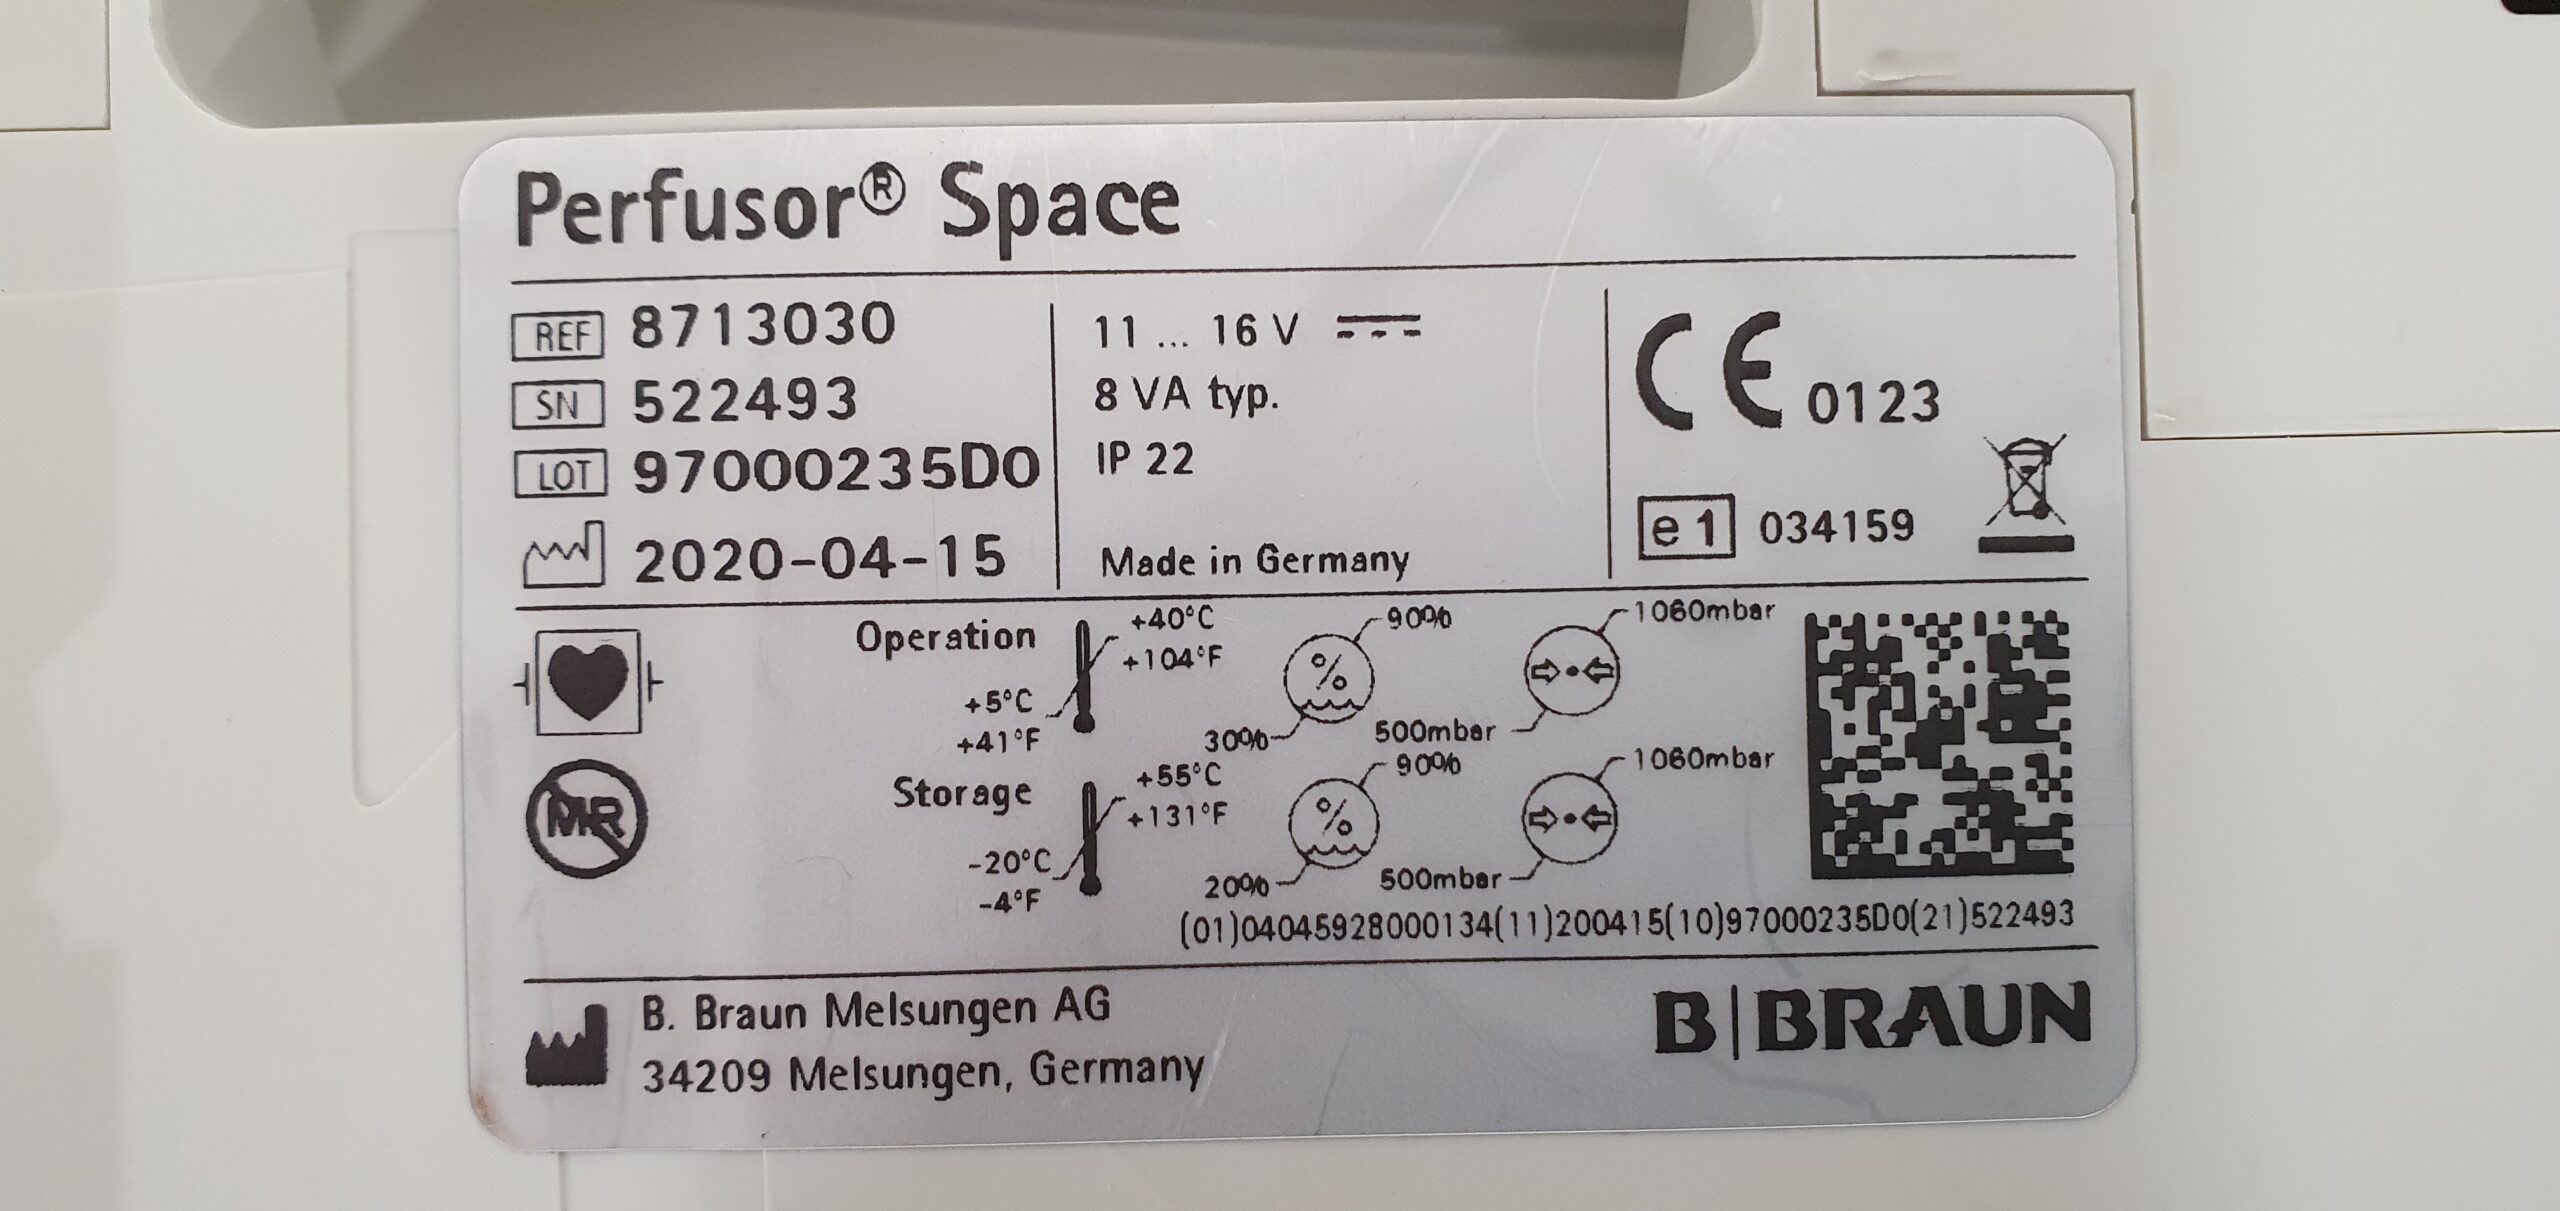 Perfusor® Space
REF 8713030
SN 522493
LOT 97000235D0
2020-04-15
11 ... 16 V
8 VA typ.
IP 22
Made in Germany
CE 0123
e1 034159
MR
Operation
+40°C
+104°F
+5°C
+41°F
90%
30%
1060mbar
500mbar
Storage
+55°C
+131°F
-20°C
-4°F
90%
20%
1060mbar
500mbar
(01)04045928000134(11)200415(10)97000235D0(21)522493
B. Braun Melsungen AG
34209 Melsungen, Germany
B|BRAUN